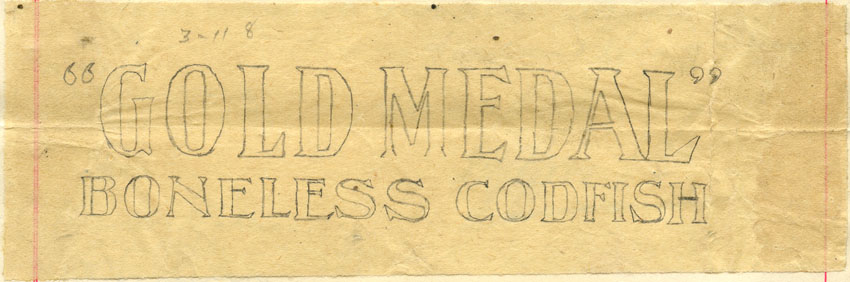 3-11 8
"GOLD MEDAL"
BONELESS CODFISH